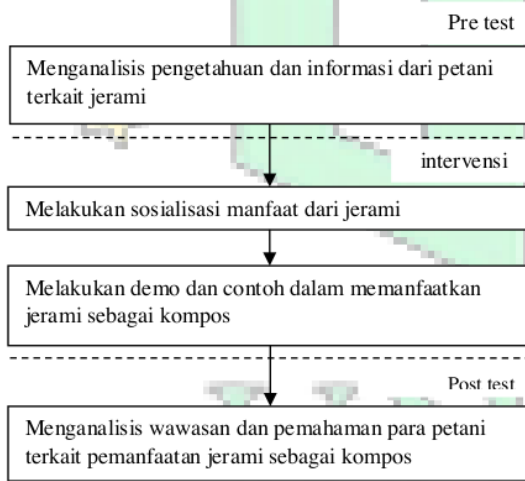 Pre test
Menganalisis pengetahuan dan informasi dari petani
terkait jerami
intervensi
Melakukan sosialisasi manfaat dari jerami
Melakukan demo dan contoh dalam memanfaatkan
jerami sebagai kompos
Post test
Menganalisis wawasan dan pemahaman para petani
terkait pemanfaatan jerami sebagai kompos